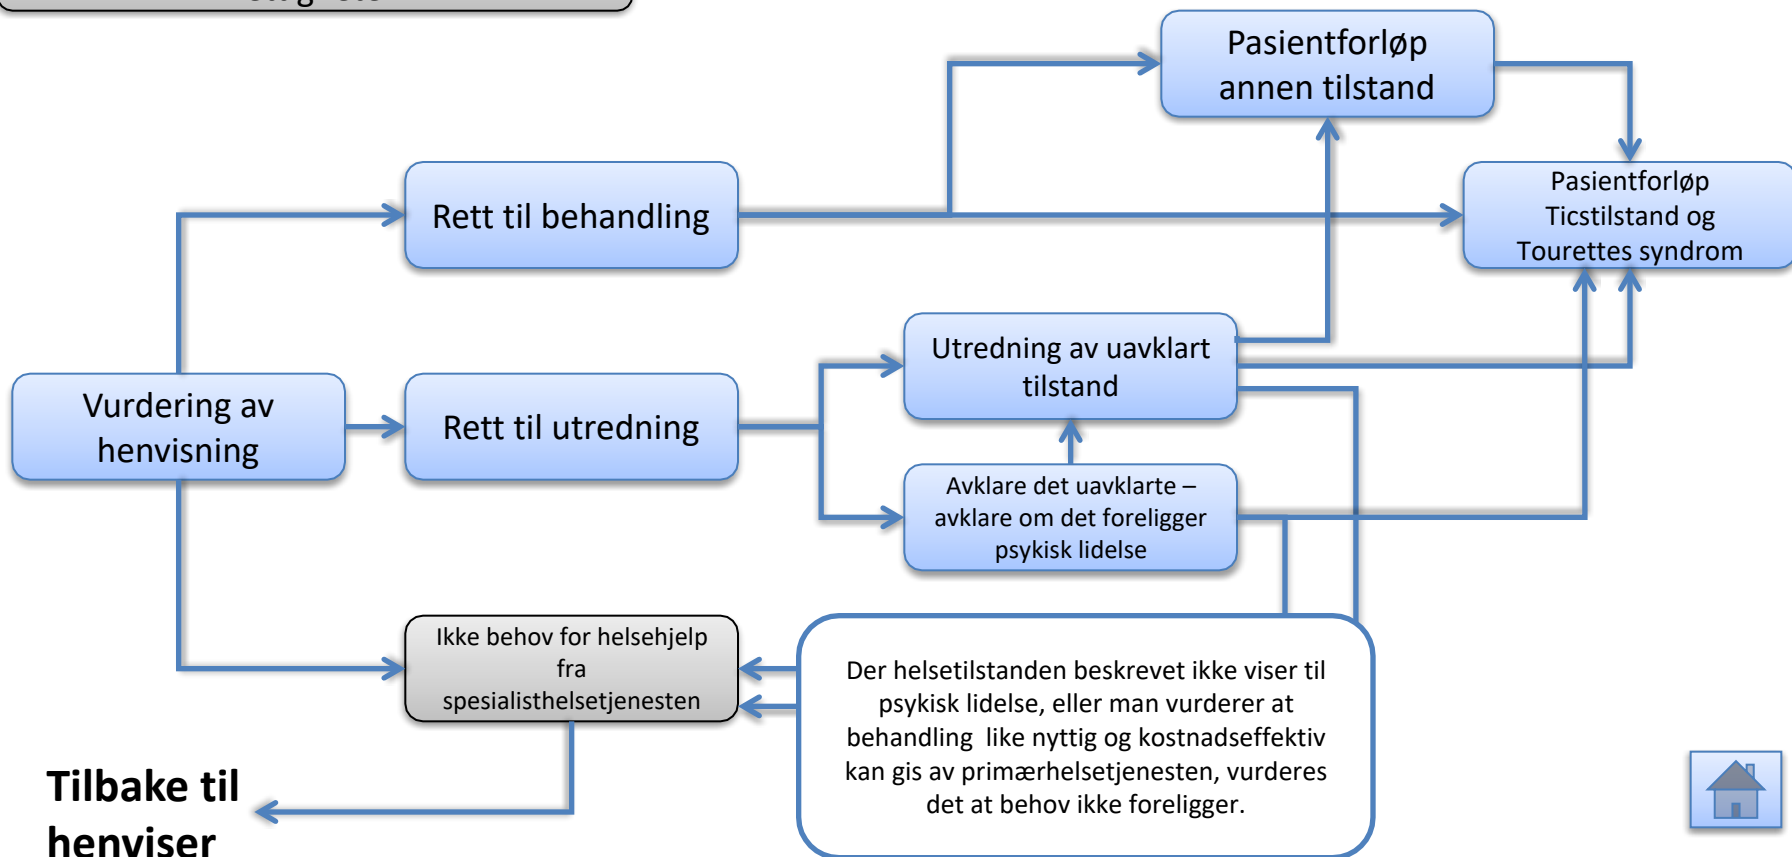 Pasientforløp
annen tilstand
Rett til behandling
Pasientforløp
Ticstilstand og
Tourettes syndrom
Utredning av uavklart
tilstand
Vurdering av
henvisning
Rett til utredning
Avklare det uavklarte –
avklare om det foreligger
psykisk lidelse
Ikke behov for helsehjelp
fra
spesialisthelsetjenesten
Der helsetilstanden beskrevet ikke viser til
psykisk lidelse, eller man vurderer at
behandling  like nyttig og kostnadseffektiv
kan gis av primærhelsetjenesten, vurderes
det at behov ikke foreligger.
Tilbake til
henviser